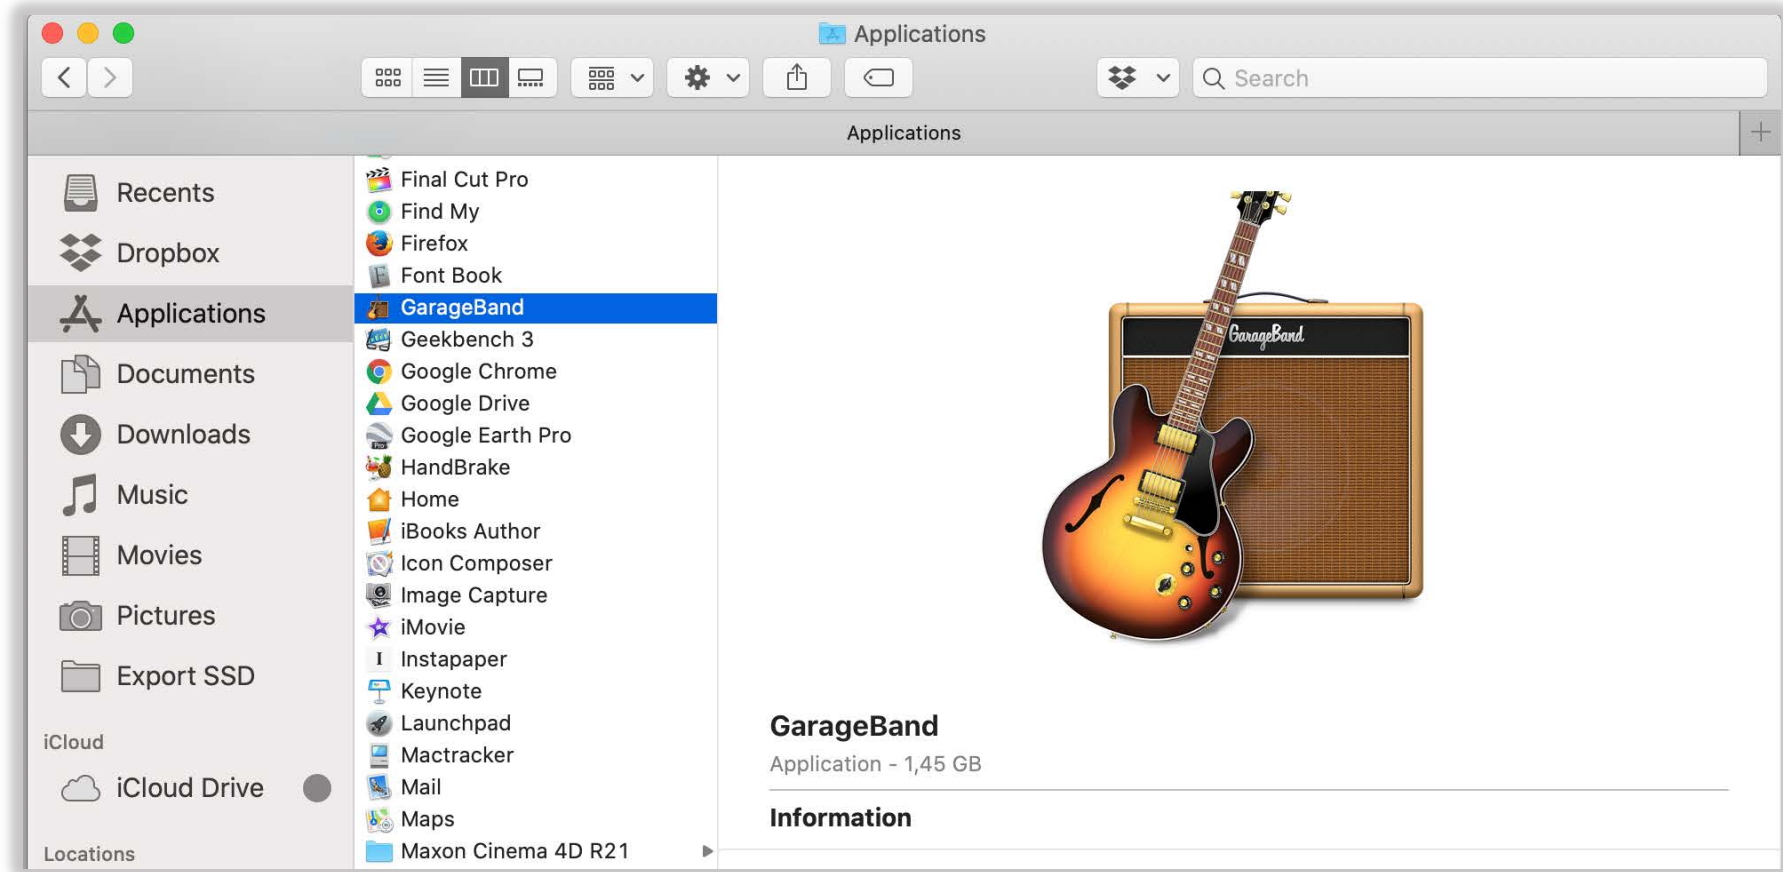 Applications
Search
Applications
Recents
Dropbox
Applications
Documents
Downloads
Music
Movies
Pictures
Export SSD
iCloud
iCloud Drive
Locations
Final Cut Pro
Find My
Firefox
Font Book
GarageBand
Geekbench 3
Google Chrome
Google Drive
Google Earth Pro
HandBrake
Home
iBooks Author
Icon Composer
Image Capture
iMovie
Instapaper
Keynote
Launchpad
Mactracker
Mail
Maps
Maxon Cinema 4D R21
GarageBand
GarageBand
Application - 1,45 GB
Information